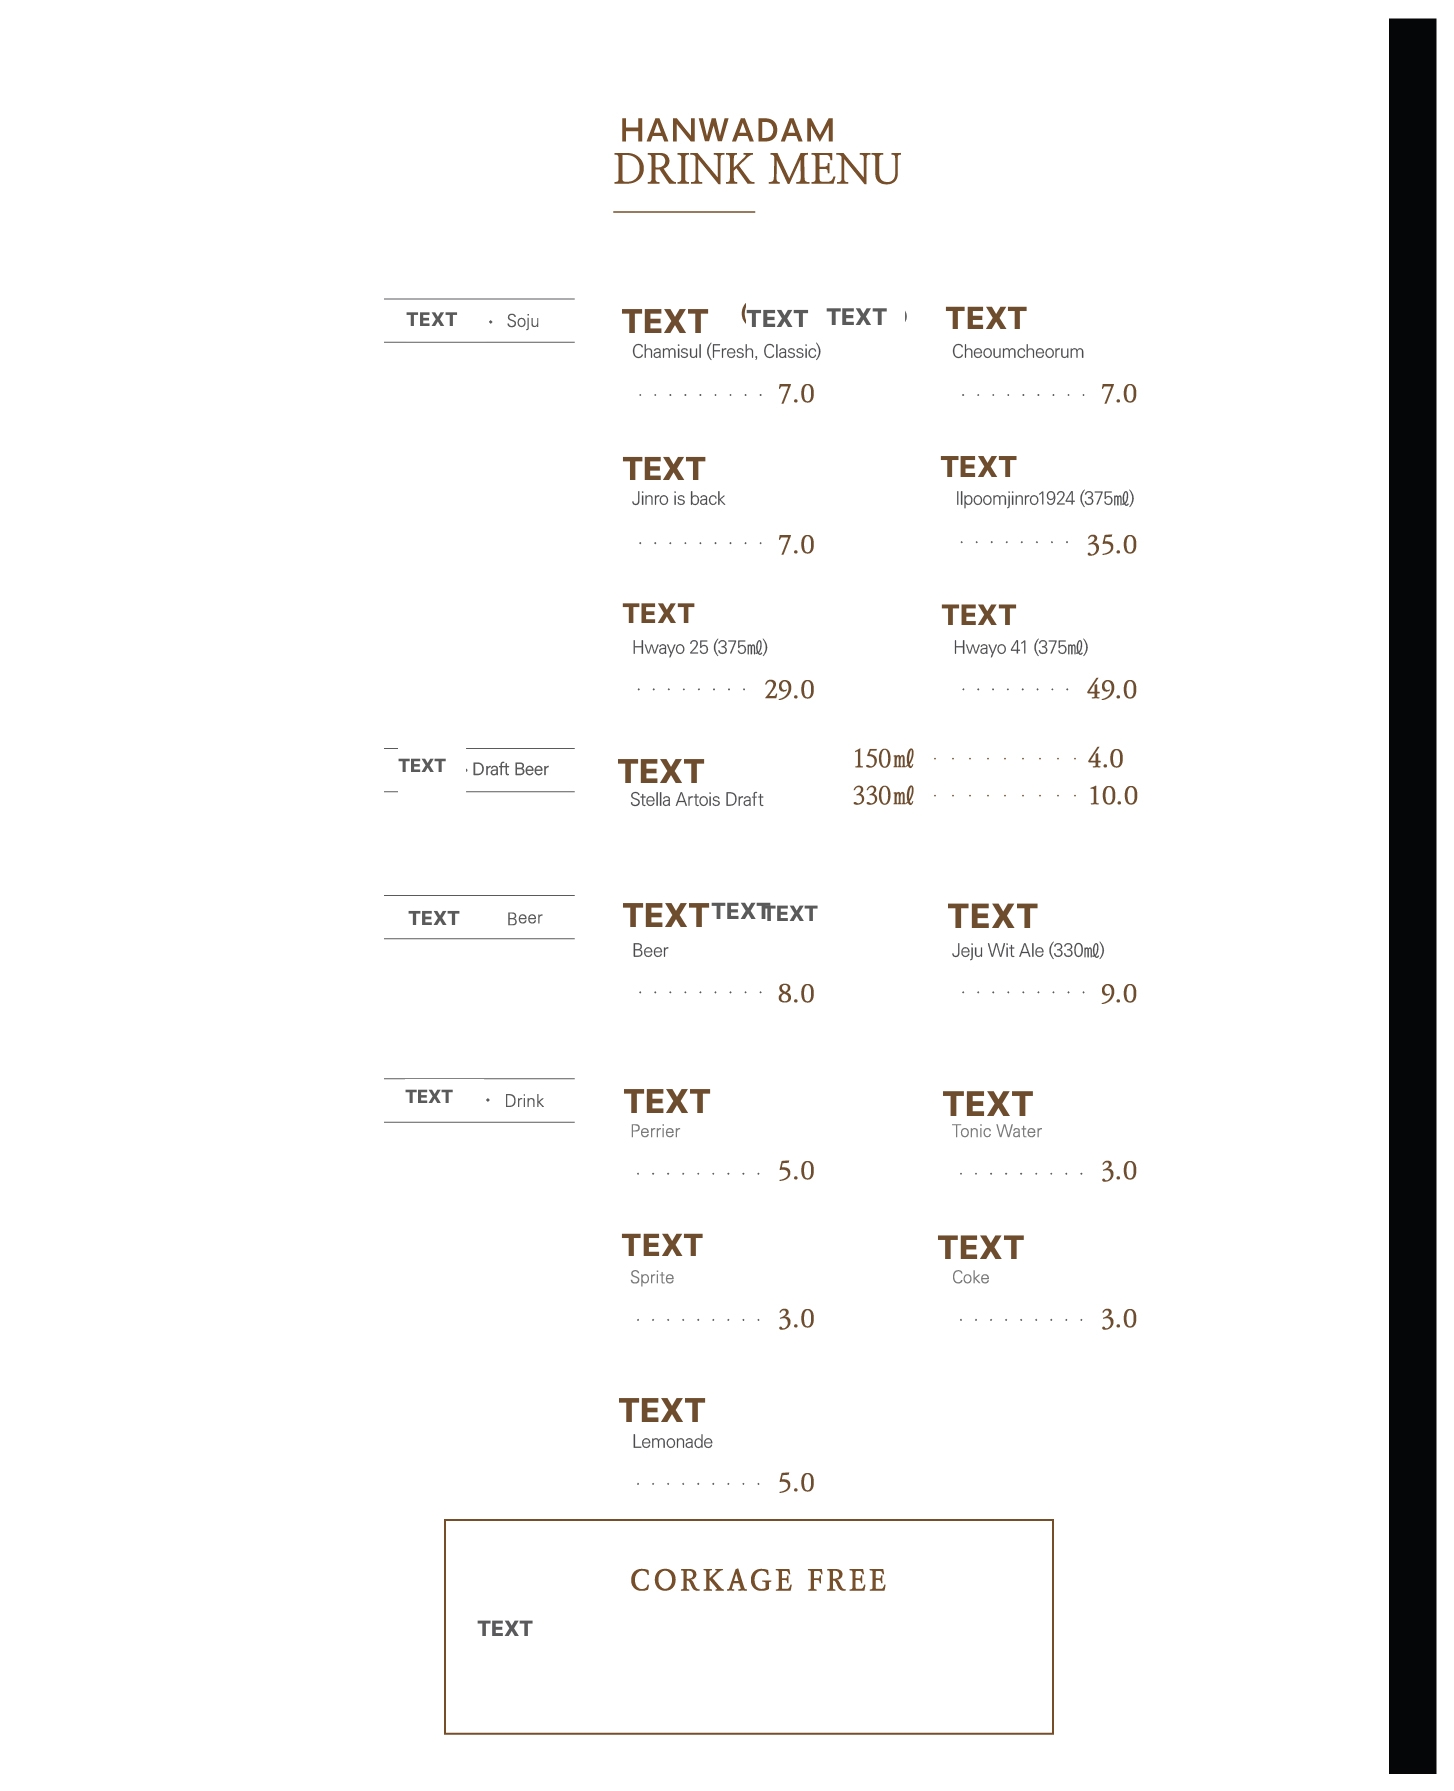 HANWADAM
DRINK MENU
TEXT · Soju
TEXT (TEXT TEXT)
Chamisul (Fresh, Classic)
· · · · · · · · · 7.0
TEXT
Cheoumcheorum
· · · · · · · · · 7.0
TEXT
Jinro is back
· · · · · · · · · 7.0
TEXT
Ilpoomjinro1924 (375㎖)
· · · · · · · · 35.0
TEXT
Hwayo 25 (375㎖)
· · · · · · · · 29.0
TEXT
Hwayo 41 (375㎖)
· · · · · · · · 49.0
TEXT · Draft Beer
TEXT
Stella Artois Draft
150㎖ · · · · · · · · · 4.0
330㎖ · · · · · · · · · 10.0
TEXT Beer
TEXT TEXT TEXT
Beer
· · · · · · · · · 8.0
TEXT
Jeju Wit Ale (330㎖)
· · · · · · · · · 9.0
TEXT · Drink
TEXT
Perrier
· · · · · · · · · 5.0
TEXT
Tonic Water
· · · · · · · · · 3.0
TEXT
Sprite
· · · · · · · · · 3.0
TEXT
Coke
· · · · · · · · · 3.0
TEXT
Lemonade
· · · · · · · · · 5.0
CORKAGE FREE
TEXT